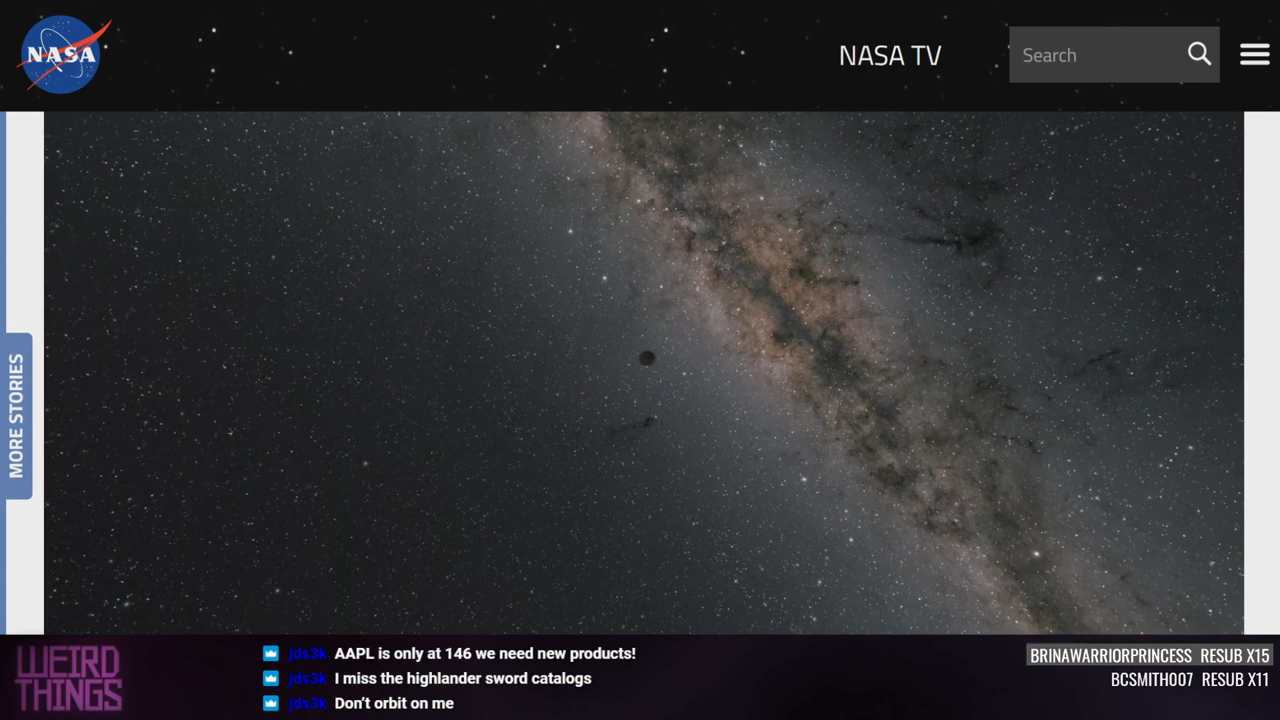 NASA
NASA TV
Search
MORE STORIES
WEIRD
THINGS
jds3k AAPL is only at 146 we need new products!
jds3k I miss the highlander sword catalogs
jds3k Don't orbit on me
BRINAWARRIORPRINCESS RESUB X15
BCSMITH007 RESUB X11